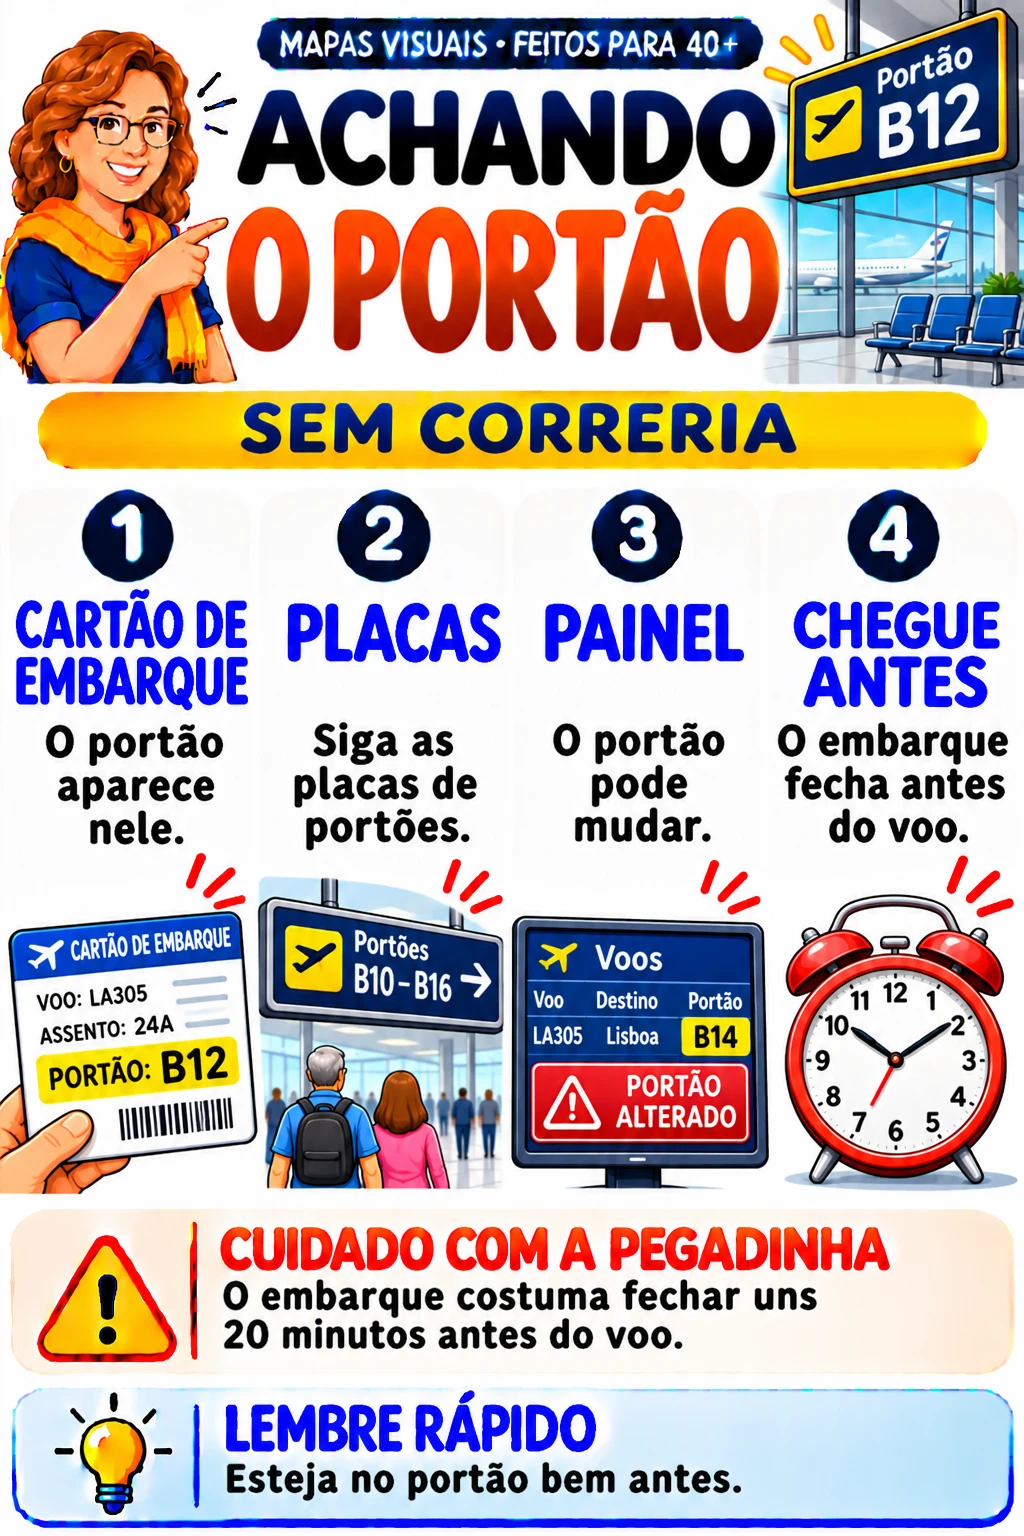 MAPAS VISUAIS • FEITOS PARA 40+
ACHANDO
O PORTÃO
Portão
B12
SEM CORRERIA
1
CARTÃO DE
EMBARQUE
O portão
aparece
nele.
CARTÃO DE EMBARQUE
VOO: LA305
ASSENTO: 24A
PORTÃO: B12
2
PLACAS
Siga as
placas de
portões.
Portões
B10-B16 →
3
PAINEL
O portão
pode
mudar.
Voos
Voo Destino Portão
LA305 Lisboa B14
PORTÃO
ALTERADO
4
CHEGUE
ANTES
O embarque
fecha antes
do voo.
12
1
2
3
4
5
6
7
8
9
10
11
CUIDADO COM A PEGADINHA
O embarque costuma fechar uns
20 minutos antes do voo.
LEMBRE RÁPIDO
Esteja no portão bem antes.